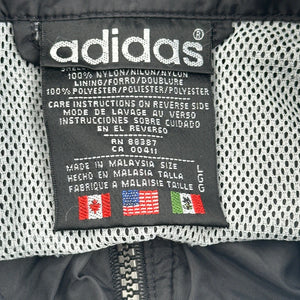 adidas®
SHELL
100% NYLON/NILON/NYLON
LINING/FORRO/DOUBLURE
100% POLYESTER/POLIESTER/POLYESTER
CARE INSTRUCTIONS ON REVERSE SIDE
MODE DE LAVAGE AU VERSO
INSTRUCCIONES SOBRE CUIDADO
EN EL REVERSO
RN 88387
CA 00411
MADE IN MALAYSIA SIZE
HECHO EN MALASIA TALLA
FABRIQUE A MALAISIE TAILLE